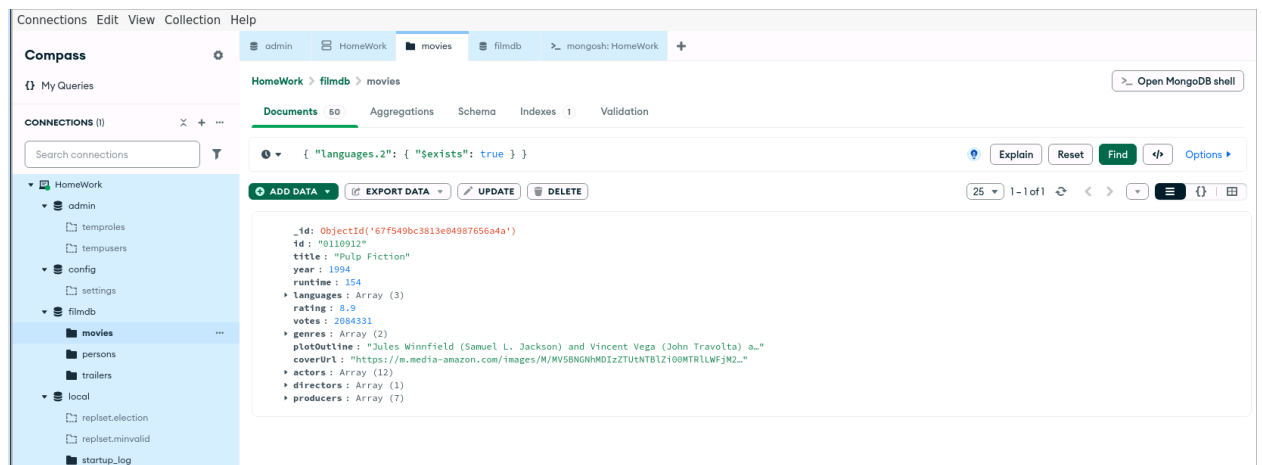 Connections Edit View Collection Help
Compass
My Queries
CONNECTIONS (1)
Search connections
HomeWork
admin
temproles
tempusers
config
settings
filmdb
movies
persons
trailers
local
replset.election
replset.minvalid
startup_log
admin HomeWork movies filmdb >_ mongosh: HomeWork +
HomeWork > filmdb > movies
>_ Open MongoDB shell
Documents 50 Aggregations Schema Indexes 1 Validation
{ "languages.2": { "$exists": true } }
Explain Reset Find </> Options
ADD DATA EXPORT DATA UPDATE DELETE
25 1–1 of 1
_id: ObjectId('67f549bc3813e04987656a4a')
id : "0110912"
title : "Pulp Fiction"
year : 1994
runtime : 154
languages : Array (3)
rating : 8.9
votes : 2084331
genres : Array (2)
plotOutline : "Jules Winnfield (Samuel L. Jackson) and Vincent Vega (John Travolta) a…"
coverUrl : "https://m.media-amazon.com/images/M/MV5BNGNhMDIzZTUtNTBlZi00MTRlLWFjM2…"
actors : Array (12)
directors : Array (1)
producers : Array (7)